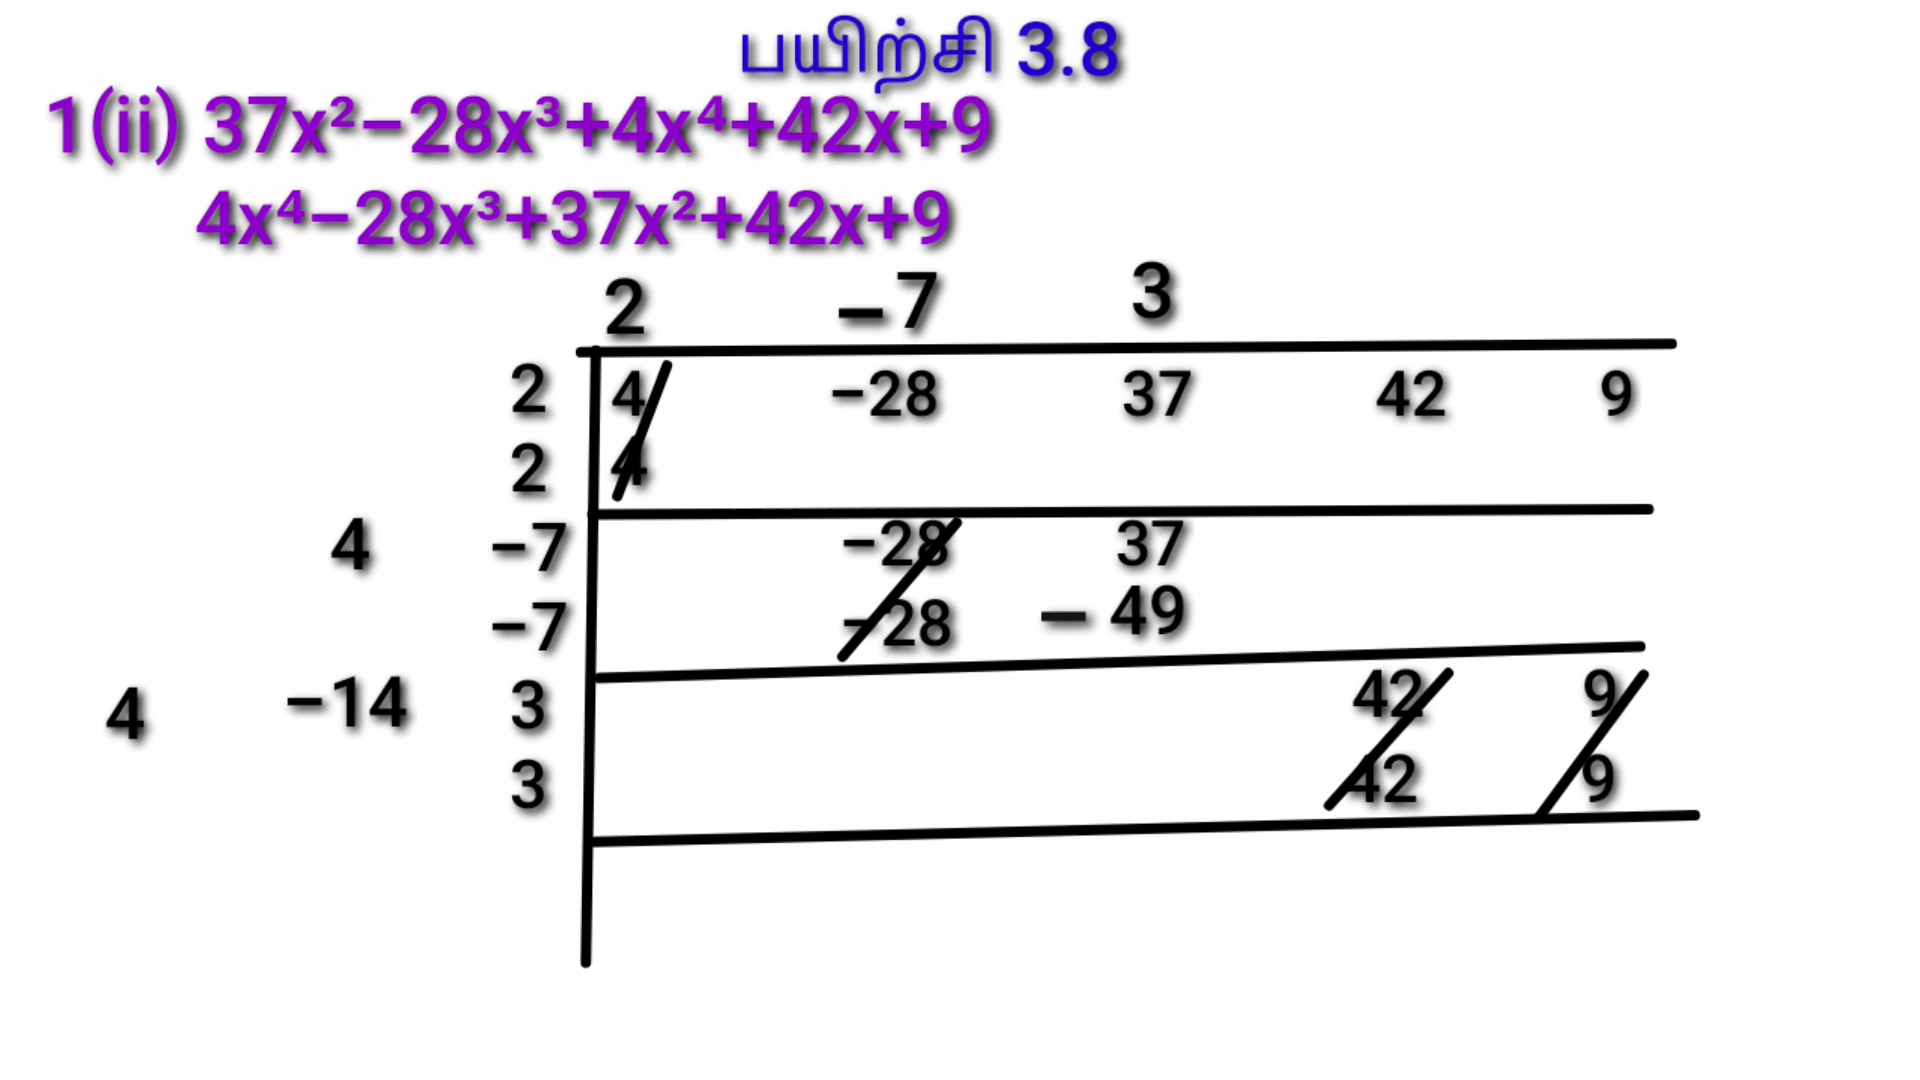 பயிற்சி 3.8
1(ii) 37x²−28x³+4x⁴+42x+9
4x⁴−28x³+37x²+42x+9
2 −7 3
2 4 −28 37 42 9
2 4
4 −7 −28 37
−7 −28 −49
4 −14 3 42 9
3 42 9